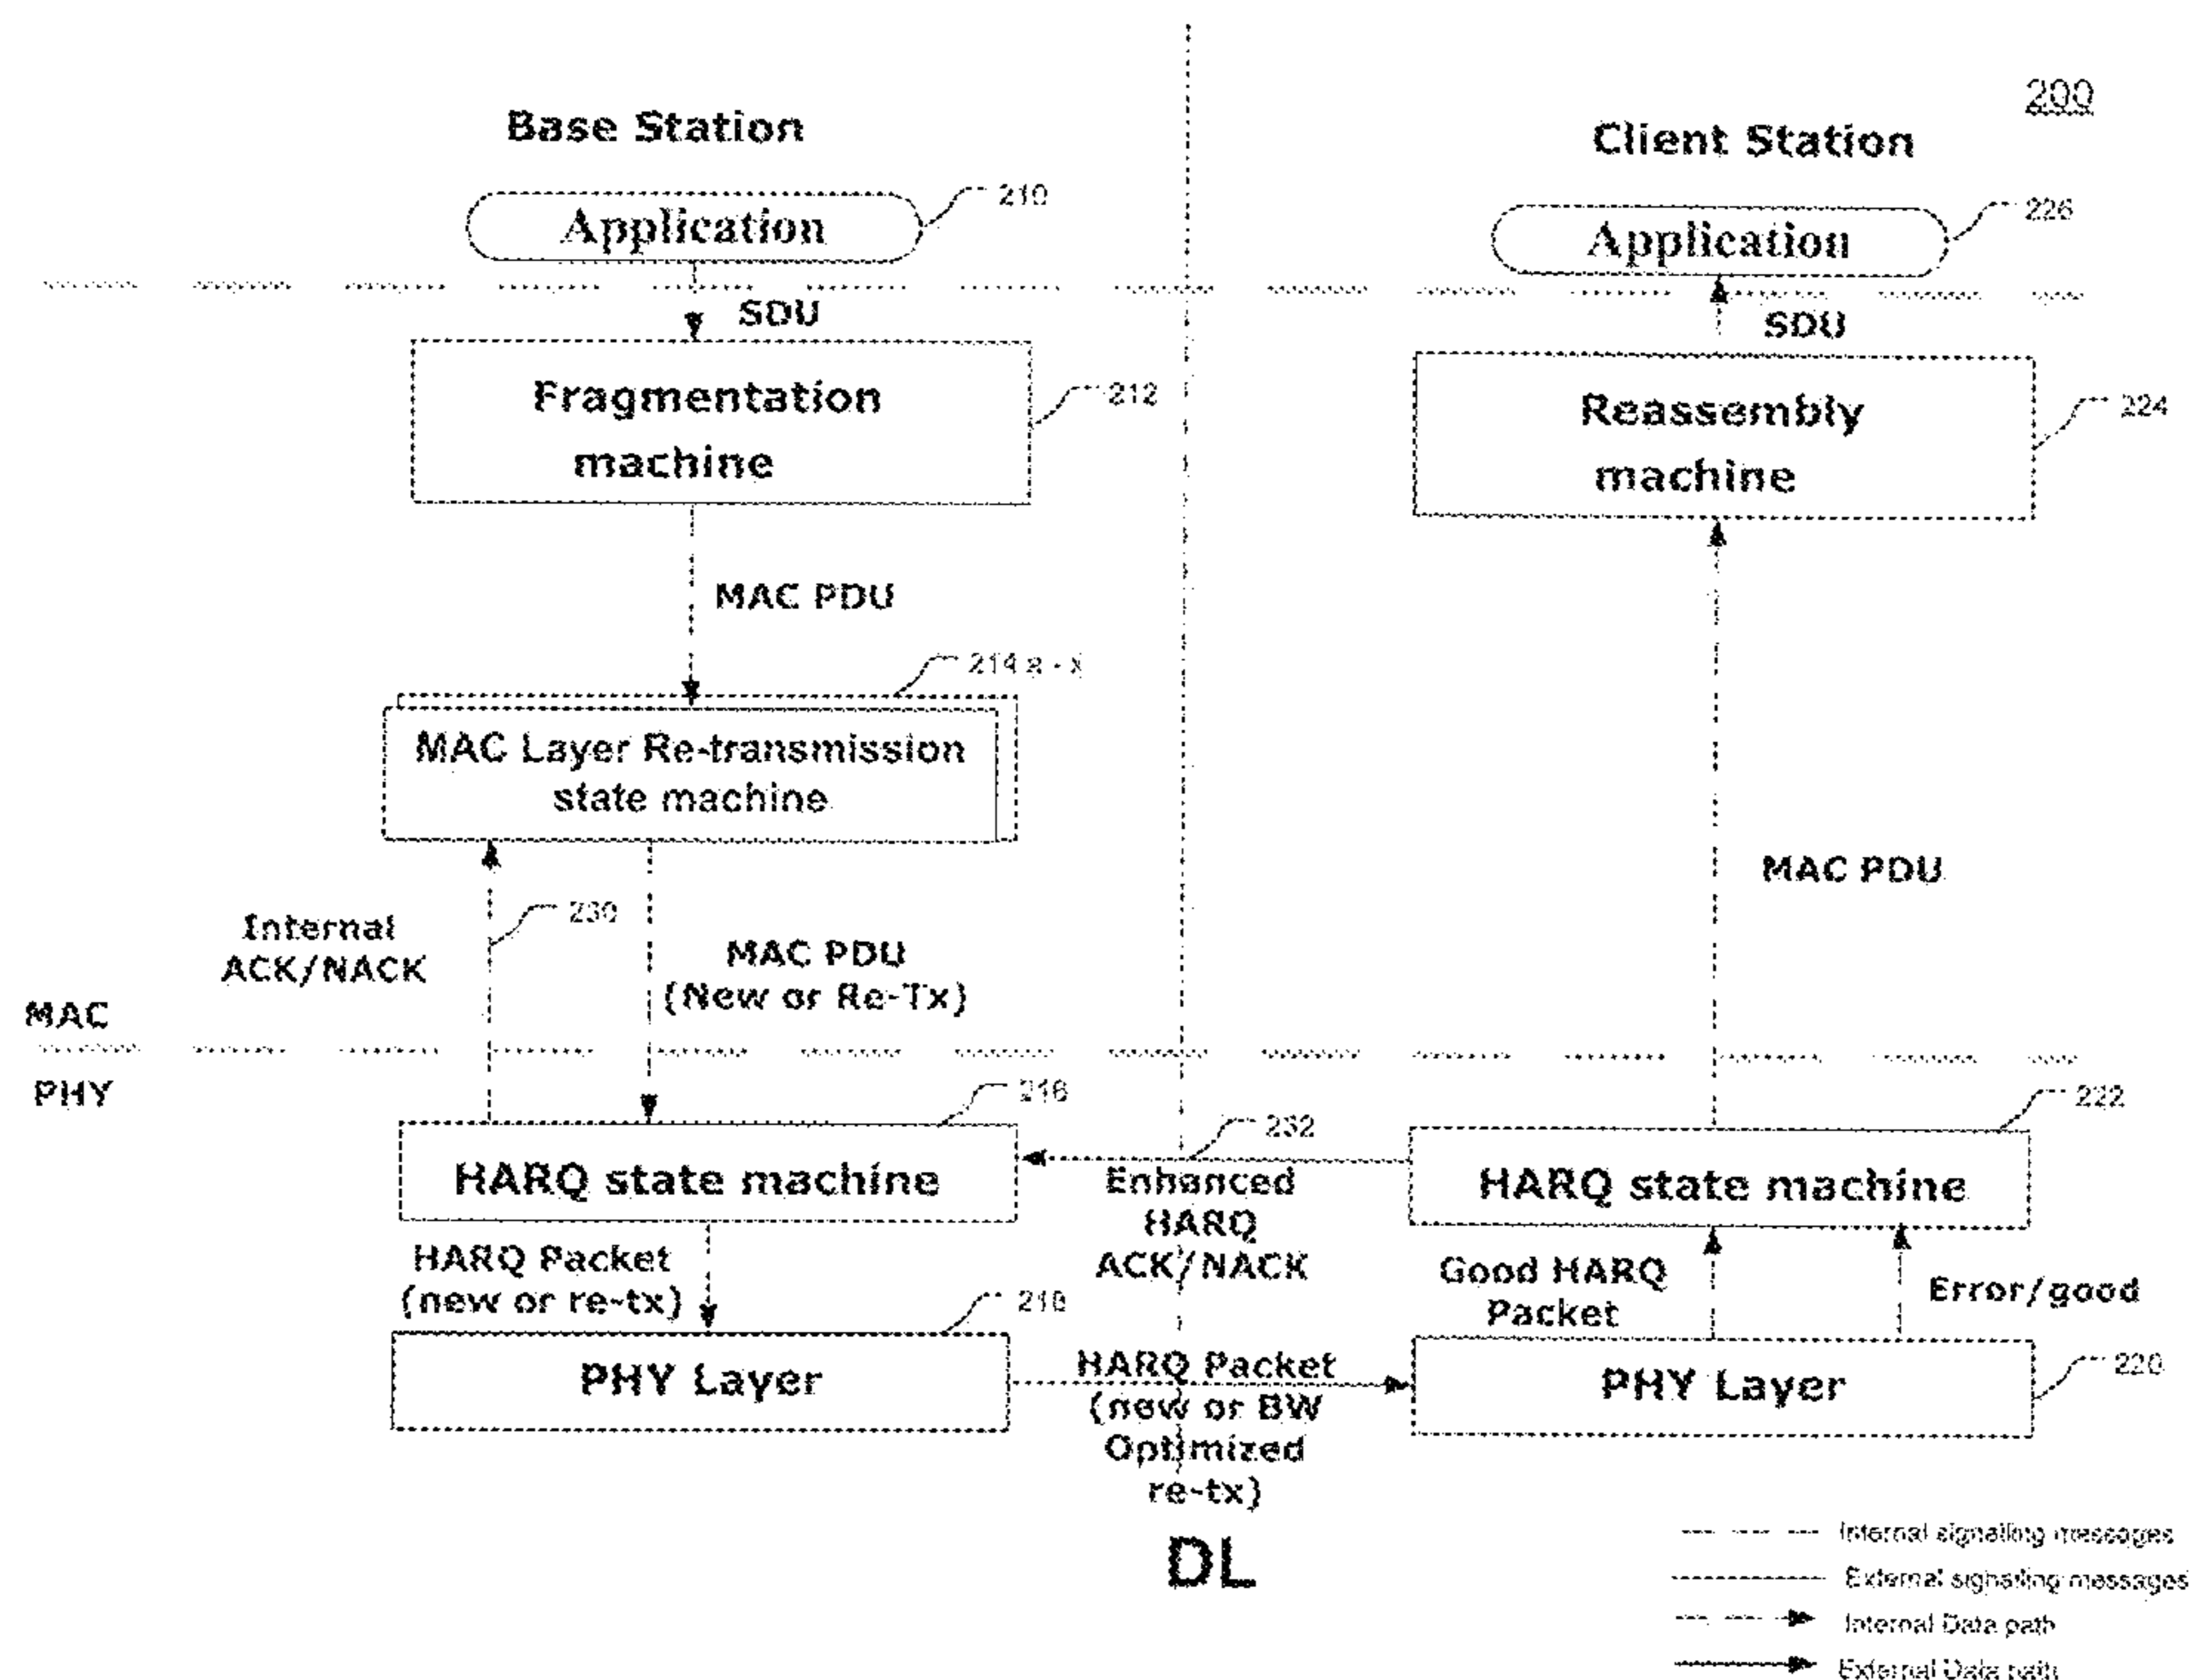 200
Base Station
Client Station
Application
210
Application
226
SDU
SDU
Fragmentation
machine
212
Reassembly
machine
224
MAC PDU
214 a - x
MAC Layer Re-transmission
state machine
MAC PDU
Internal
ACK/NACK
230
MAC PDU
(New or Re-Tx)
MAC
PHY
216
232
222
HARQ state machine
HARQ state machine
Enhanced
HARQ
ACK/NACK
HARQ Packet
(new or re-tx)
218
Good HARQ
Packet
Error/good
PHY Layer
HARQ Packet
(new or BW
Optimized
re-tx)
PHY Layer
220
DL
Internal signalling messages
External signalling messages
Internal Data path
External Data path